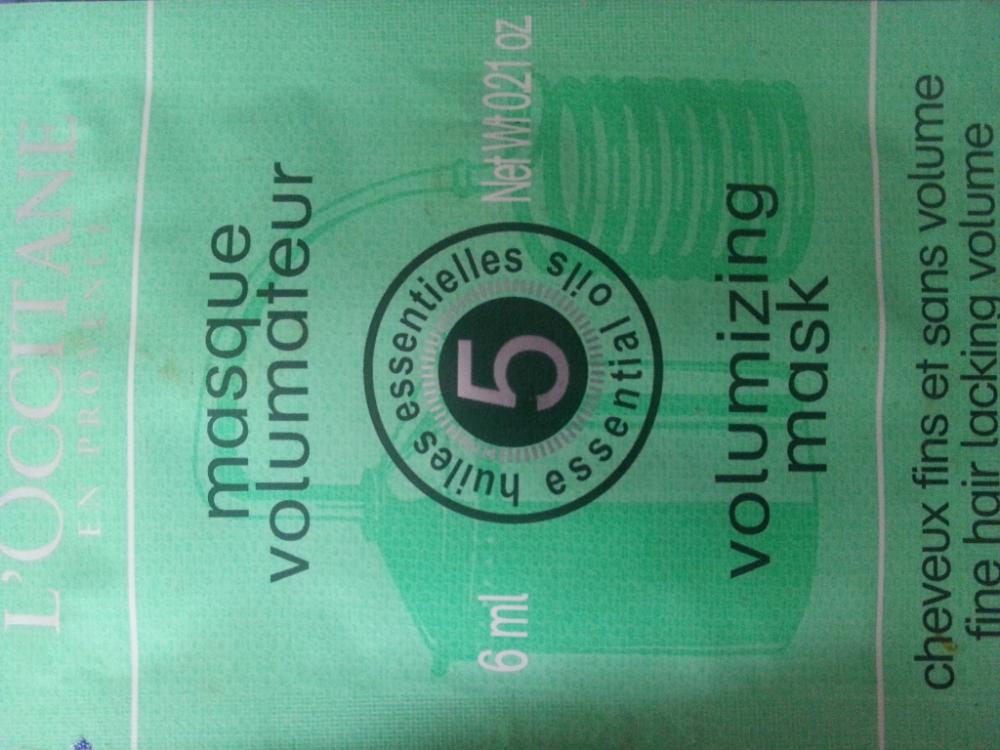 L'OCCITANE
EN PROVENCE
masque
volumateur
6 ml
huiles essentielles
5
essential oils
Net Wt 0.21 oz
volumizing
mask
cheveux fins et sans volume
fine hair lacking volume